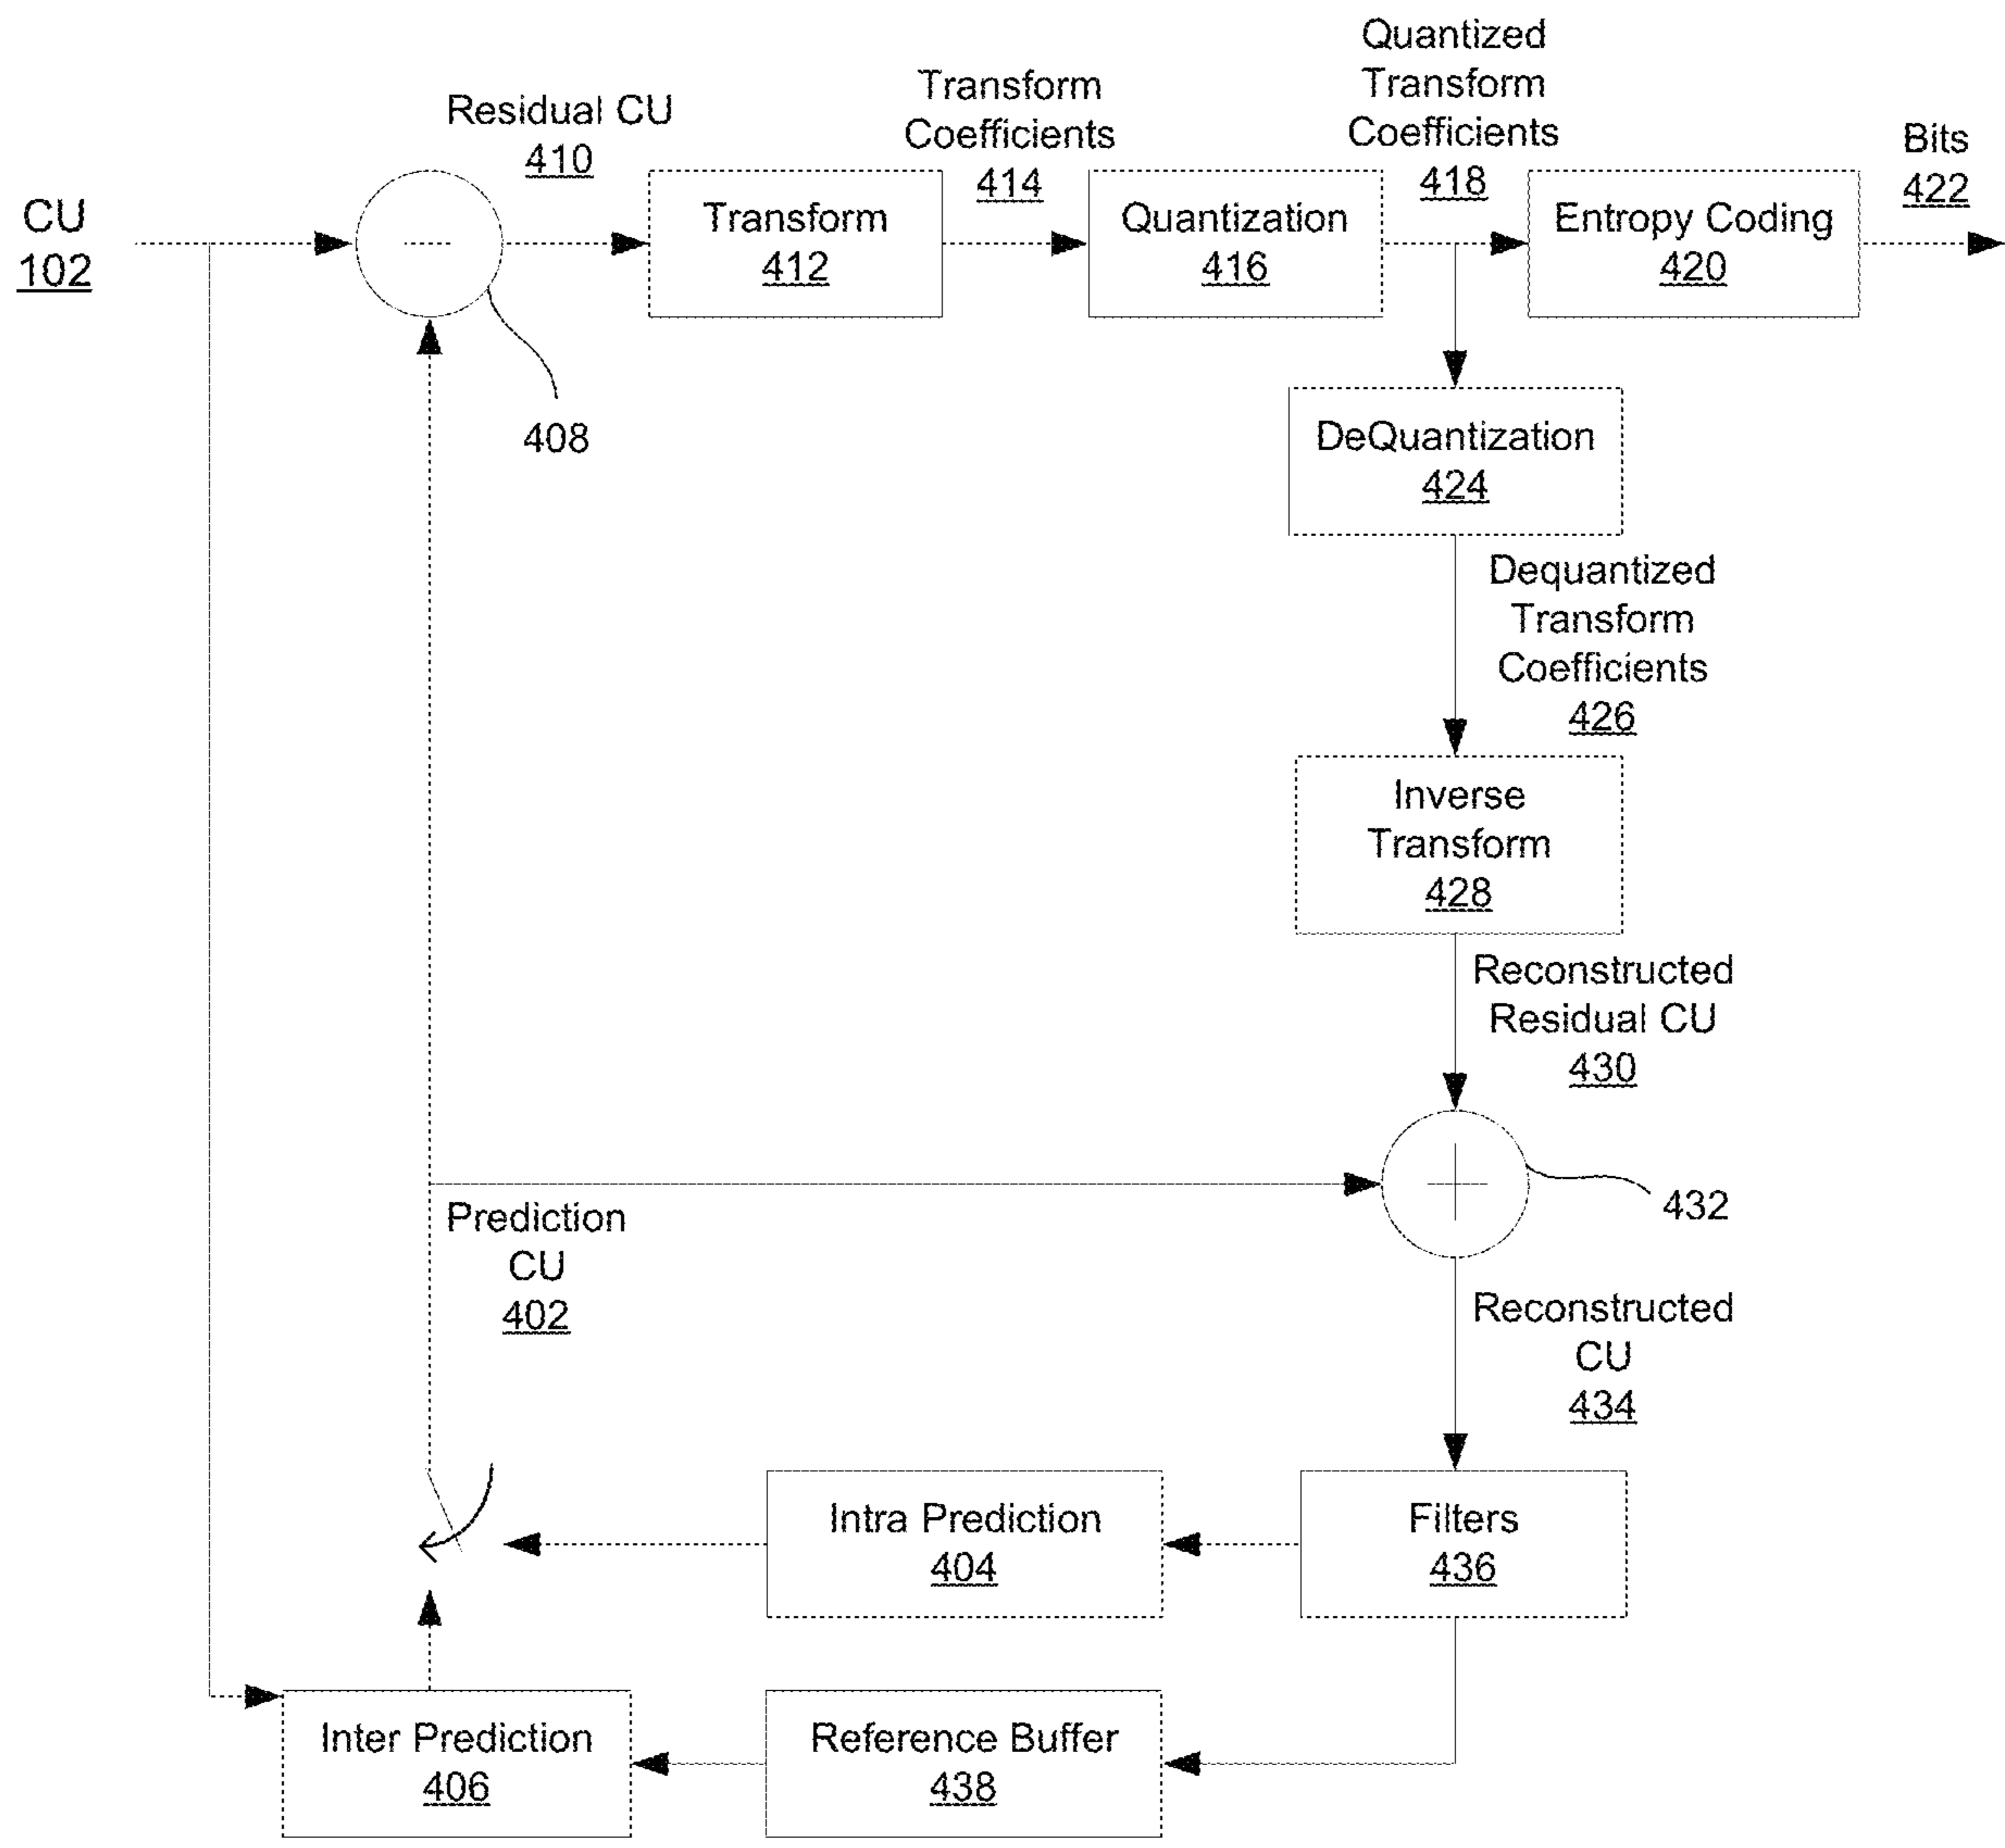 Quantized
Transform
Coefficients
418
Transform
Coefficients
414
Residual CU
410
Bits
422
CU
102
Transform
412
Quantization
416
Entropy Coding
420
408
DeQuantization
424
Dequantized
Transform
Coefficients
426
Inverse
Transform
428
Reconstructed
Residual CU
430
432
Prediction
CU
402
Reconstructed
CU
434
Intra Prediction
404
Filters
436
Inter Prediction
406
Reference Buffer
438